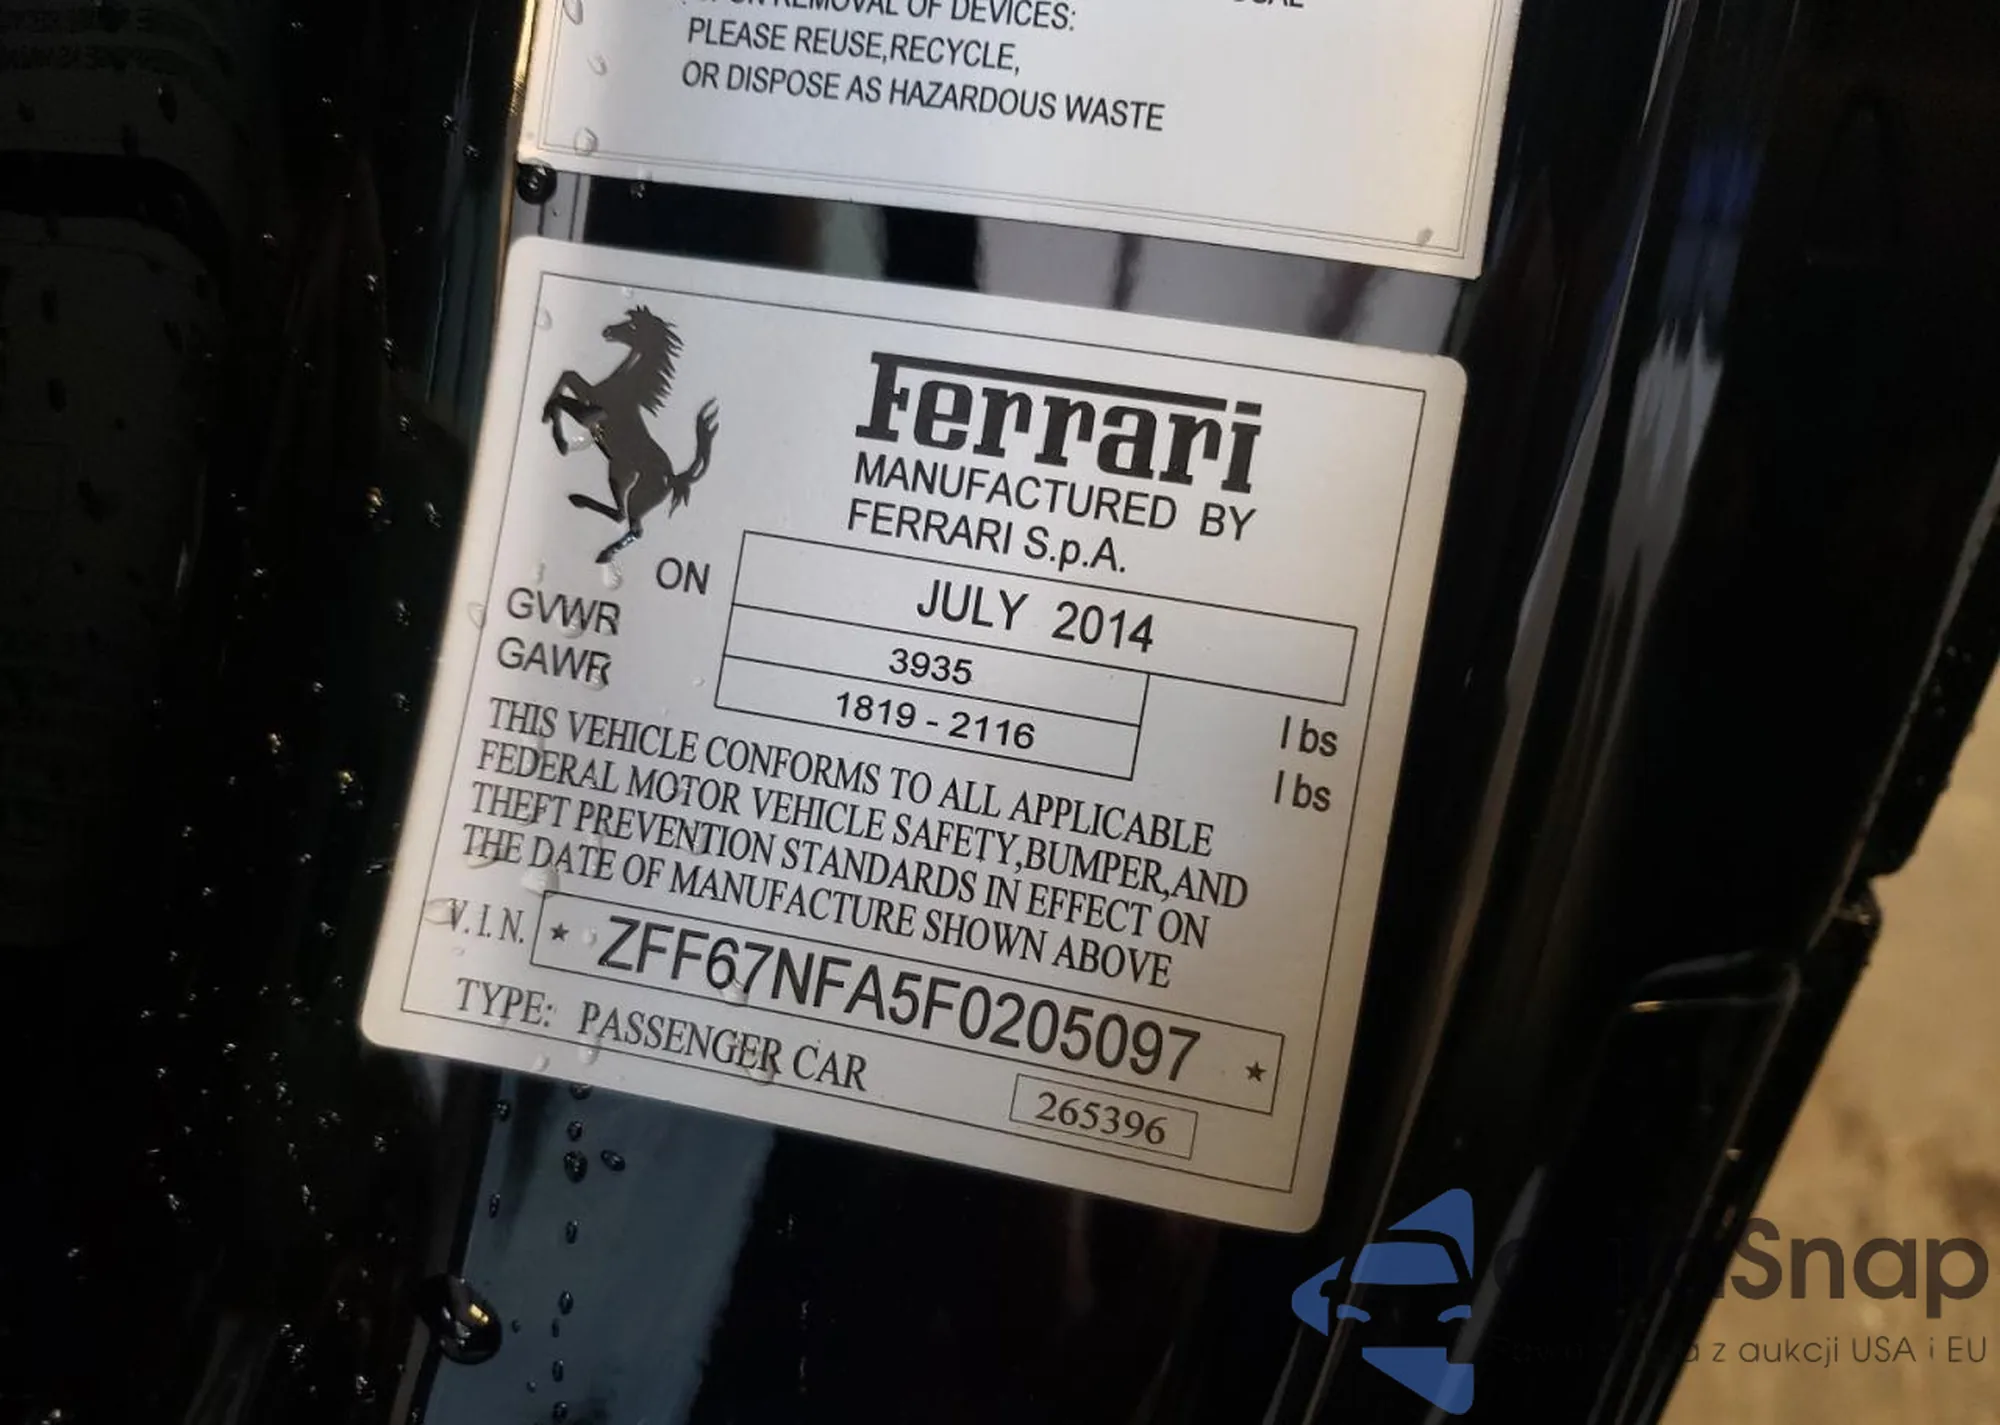 REMOVAL OF DEVICES:
PLEASE REUSE,RECYCLE,
OR DISPOSE AS HAZARDOUS WASTE
Ferrari
MANUFACTURED BY
FERRARI S.p.A.
ON JULY 2014
GVWR 3935 lbs
GAWR 1819 - 2116 lbs
THIS VEHICLE CONFORMS TO ALL APPLICABLE
FEDERAL MOTOR VEHICLE SAFETY,BUMPER,AND
THEFT PREVENTION STANDARDS IN EFFECT ON
THE DATE OF MANUFACTURE SHOWN ABOVE
V.I.N. ★ ZFF67NFA5F0205097 ★
TYPE: PASSENGER CAR
265396
Snap
z aukcji USA i EU